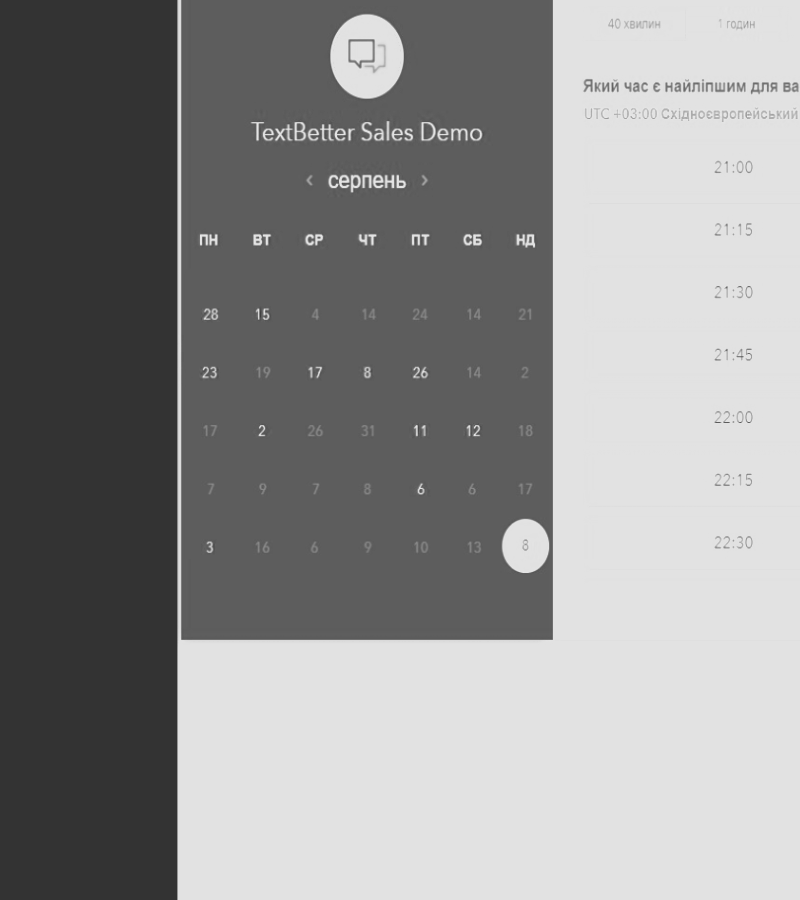 TextBetter Sales Demo
< серпень >
ПН ВТ СР ЧТ ПТ СБ НД
28 15 4 14 24 14 21
23 19 17 8 26 14 2
17 2 26 31 11 12 18
7 9 7 8 6 6 17
3 16 6 9 10 13 8
40 хвилин 1 годин
Який час є найліпшим для ва
UTC +03:00 Східноєвропейський
21:00
21:15
21:30
21:45
22:00
22:15
22:30